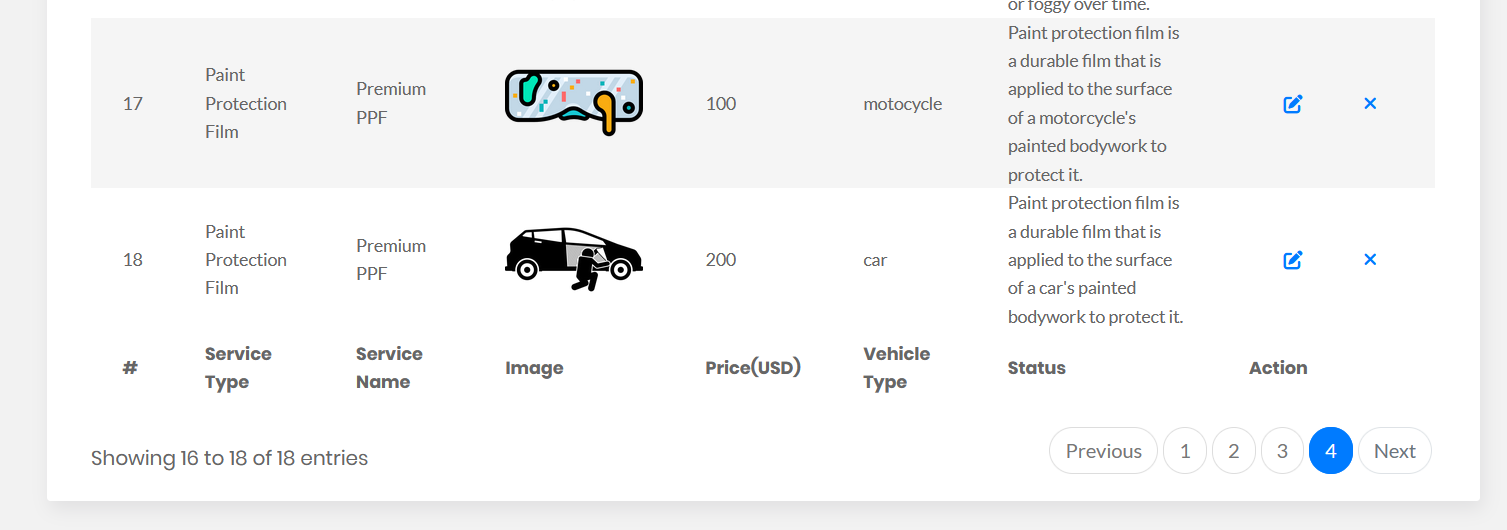 or foggy over time.
17
Paint
Protection
Film
Premium
PPF
100
motocycle
Paint protection film is
a durable film that is
applied to the surface
of a motorcycle's
painted bodywork to
protect it.
18
Paint
Protection
Film
Premium
PPF
200
car
Paint protection film is
a durable film that is
applied to the surface
of a car's painted
bodywork to protect it.
#
Service
Type
Service
Name
Image
Price(USD)
Vehicle
Type
Status
Action
Showing 16 to 18 of 18 entries
Previous 1 2 3 4 Next